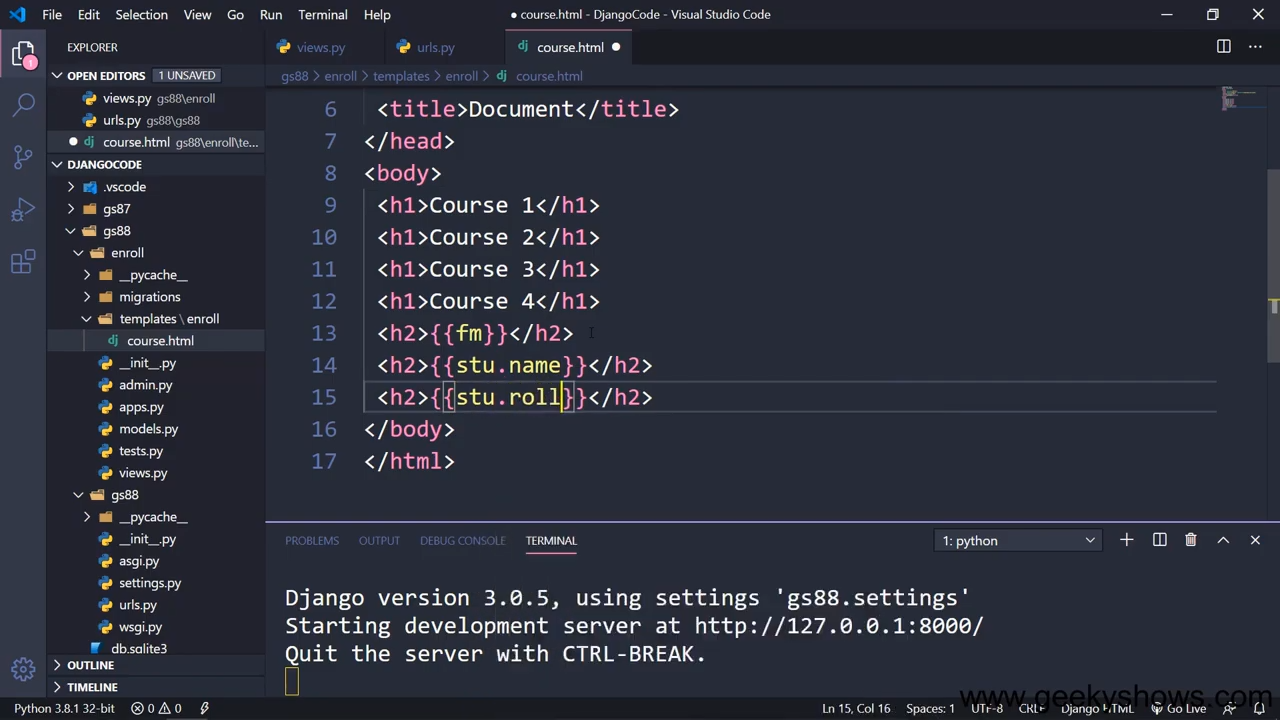 File Edit Selection View Go Run Terminal Help ● course.html - DjangoCode - Visual Studio Code
EXPLORER
views.py urls.py course.html
OPEN EDITORS 1 UNSAVED
gs88 > enroll > templates > enroll > course.html
views.py gs88\enroll
urls.py gs88\gs88
course.html gs88\enroll\te...
DJANGOCODE
.vscode
gs87
gs88
enroll
__pycache__
migrations
templates \ enroll
course.html
__init__.py
admin.py
apps.py
models.py
tests.py
views.py
gs88
__pycache__
__init__.py
asgi.py
settings.py
urls.py
wsgi.py
db.sqlite3
OUTLINE
TIMELINE
6 <title>Document</title>
7 </head>
8 <body>
9 <h1>Course 1</h1>
10 <h1>Course 2</h1>
11 <h1>Course 3</h1>
12 <h1>Course 4</h1>
13 <h2>{{fm}}</h2>
14 <h2>{{stu.name}}</h2>
15 <h2>{{stu.roll}}</h2>
16 </body>
17 </html>
PROBLEMS OUTPUT DEBUG CONSOLE TERMINAL 1: python
Django version 3.0.5, using settings 'gs88.settings'
Starting development server at http://127.0.0.1:8000/
Quit the server with CTRL-BREAK.
www.geekyshows.com
Python 3.8.1 32-bit 0 0 Ln 15, Col 16 Spaces: 1 UTF-8 CRLF Django HTML Go Live
1